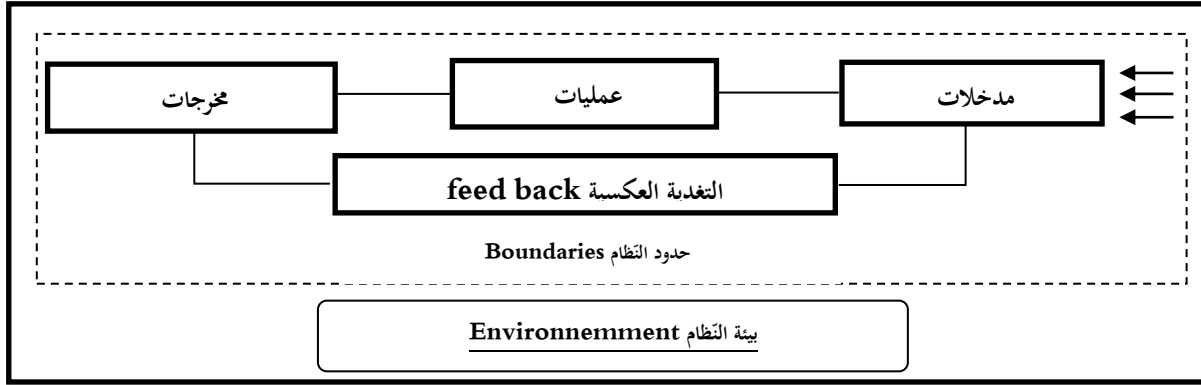 مدخلات
عمليات
مخرجات
التغدية العكسية feed back
حدود النّظام Boundaries
بيئة النّظام Environnemment